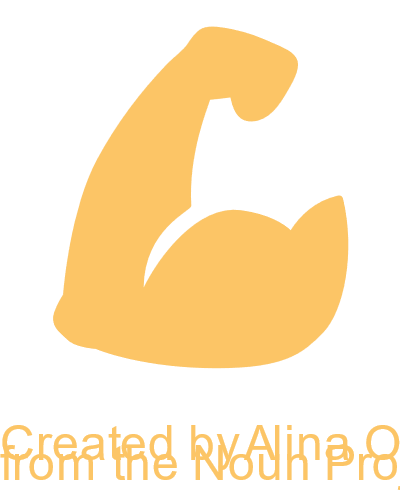 Created by Alina O
from the Noun Pro